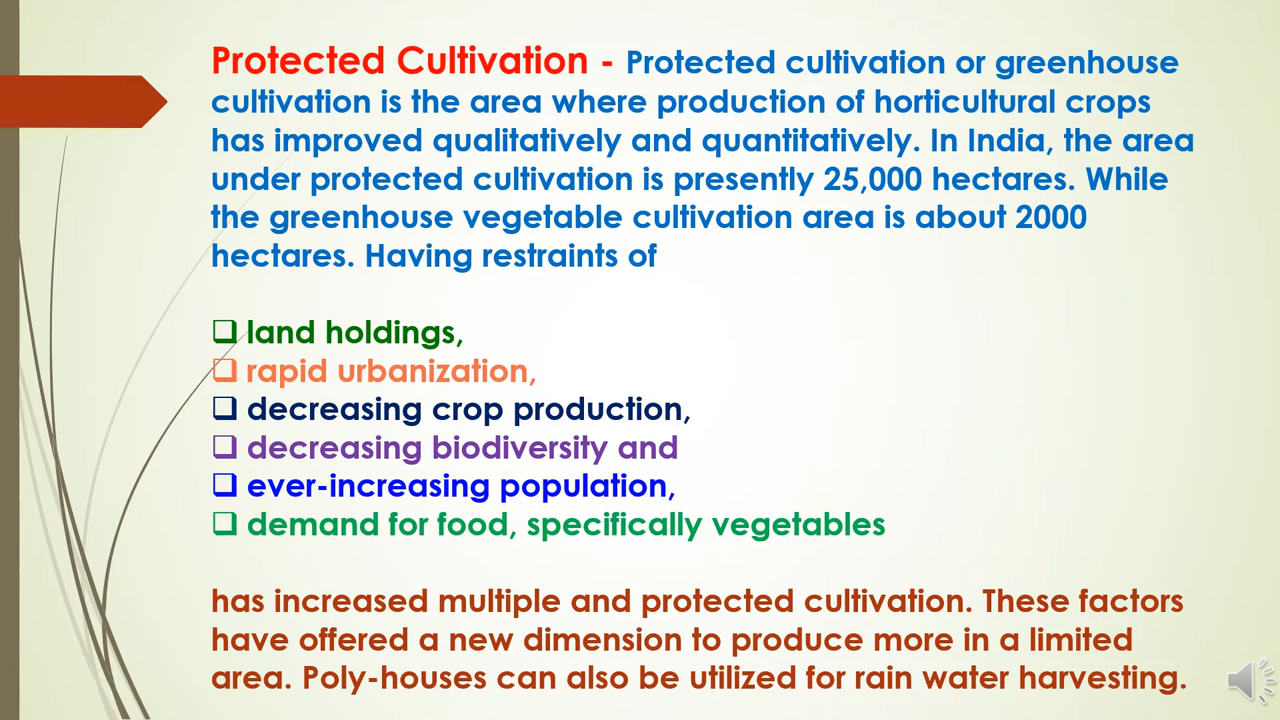 Protected Cultivation - Protected cultivation or greenhouse
cultivation is the area where production of horticultural crops
has improved qualitatively and quantitatively. In India, the area
under protected cultivation is presently 25,000 hectares. While
the greenhouse vegetable cultivation area is about 2000
hectares. Having restraints of
❑ land holdings,
❑ rapid urbanization,
❑ decreasing crop production,
❑ decreasing biodiversity and
❑ ever-increasing population,
❑ demand for food, specifically vegetables
has increased multiple and protected cultivation. These factors
have offered a new dimension to produce more in a limited
area. Poly-houses can also be utilized for rain water harvesting.